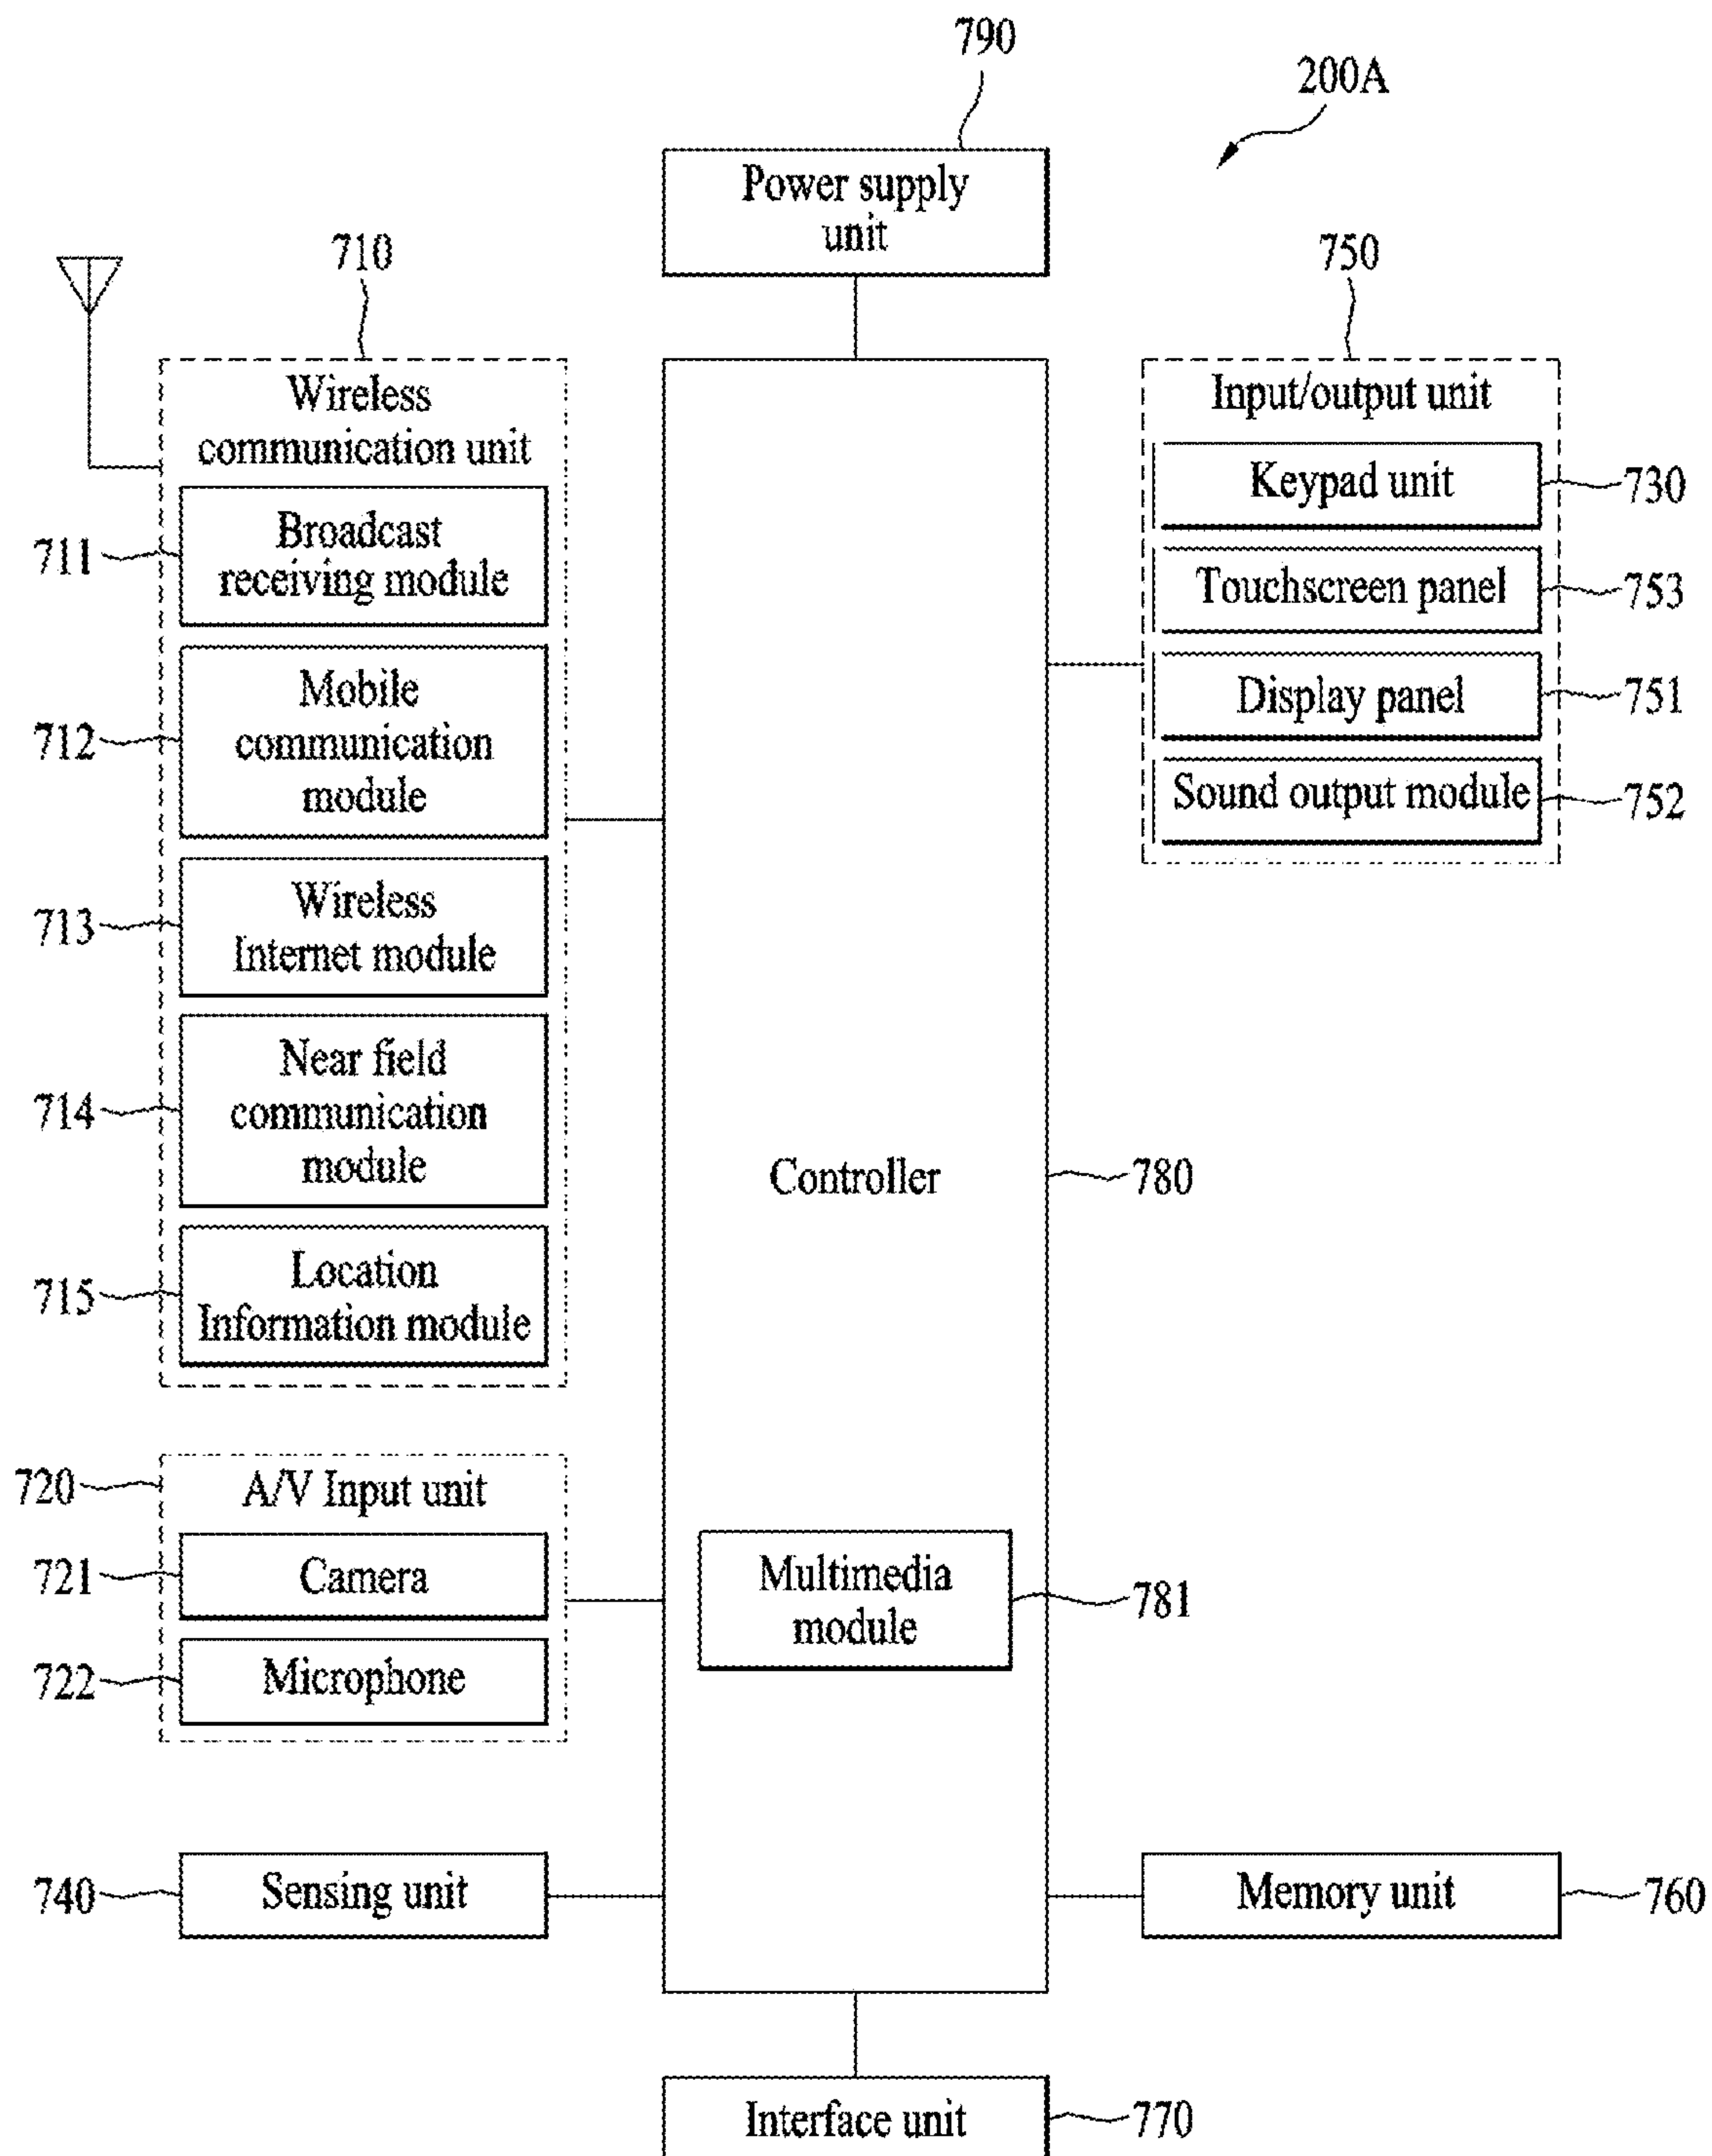 790
200A
Power supply
unit
710
750
Wireless
communication unit
711
Broadcast
receiving module
712
Mobile
communication
module
713
Wireless
Internet module
714
Near field
communication
module
715
Location
Information module
720
A/V Input unit
721
Camera
722
Microphone
740
Sensing unit
Controller
780
Multimedia
module
781
Input/output unit
Keypad unit
730
Touchscreen panel
753
Display panel
751
Sound output module
752
Memory unit
760
Interface unit
770